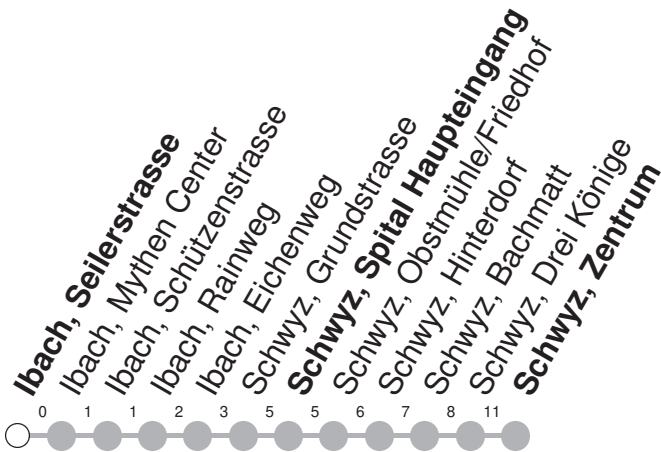 Ibach, Seilerstrasse
Ibach, Mythen Center
Ibach, Schützenstrasse
Ibach, Rainweg
Ibach, Eichenweg
Schwyz, Grundstrasse
Schwyz, Spital Haupteingang
Schwyz, Obstmühle/Friedhof
Schwyz, Hinterdorf
Schwyz, Bachmatt
Schwyz, Drei Könige
Schwyz, Zentrum
0 1 1 2 3 5 5 6 7 8 11